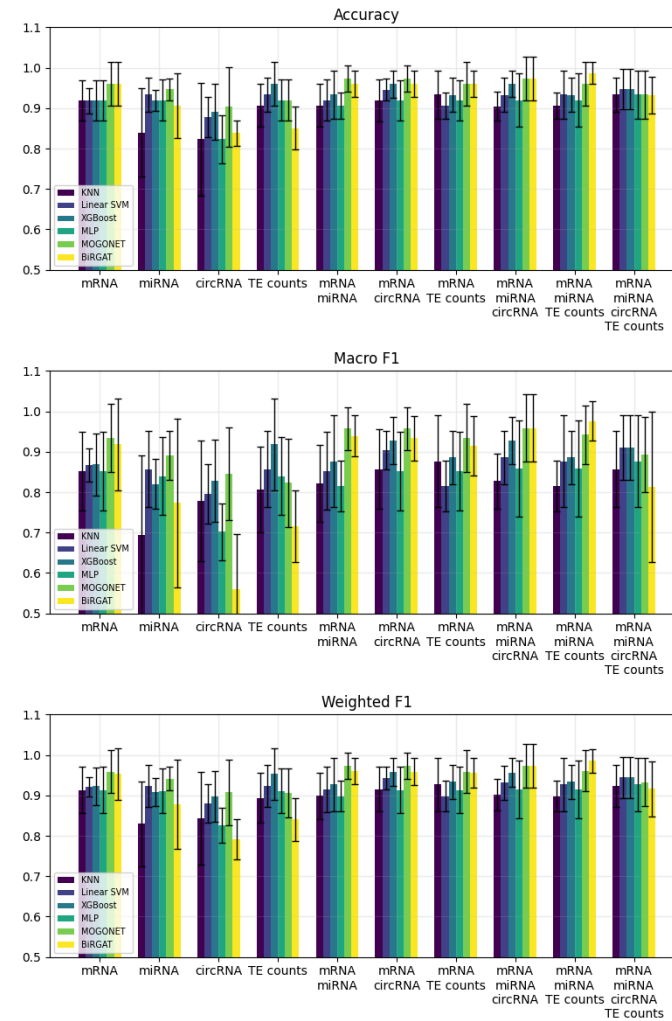 Accuracy
1.1
1.0
0.9
0.8
0.7
0.6
0.5
KNN
Linear SVM
XGBoost
MLP
MOGONET
BiRGAT
mRNA miRNA circRNA TE counts mRNA mRNA mRNA mRNA mRNA mRNA
miRNA circRNA TE counts miRNA miRNA miRNA
circRNA TE counts circRNA
TE counts
Macro F1
1.1
1.0
0.9
0.8
0.7
0.6
0.5
KNN
Linear SVM
XGBoost
MLP
MOGONET
BiRGAT
mRNA miRNA circRNA TE counts mRNA mRNA mRNA mRNA mRNA mRNA
miRNA circRNA TE counts miRNA miRNA miRNA
circRNA TE counts circRNA
TE counts
Weighted F1
1.1
1.0
0.9
0.8
0.7
0.6
0.5
KNN
Linear SVM
XGBoost
MLP
MOGONET
BiRGAT
mRNA miRNA circRNA TE counts mRNA mRNA mRNA mRNA mRNA mRNA
miRNA circRNA TE counts miRNA miRNA miRNA
circRNA TE counts circRNA
TE counts